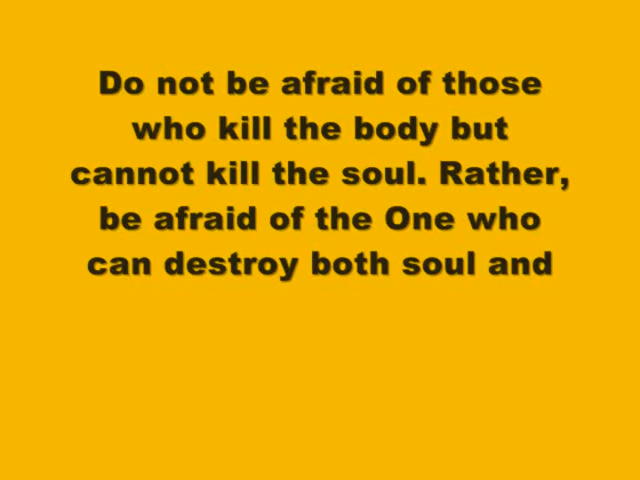 Do not be afraid of those
who kill the body but
cannot kill the soul. Rather,
be afraid of the One who
can destroy both soul and